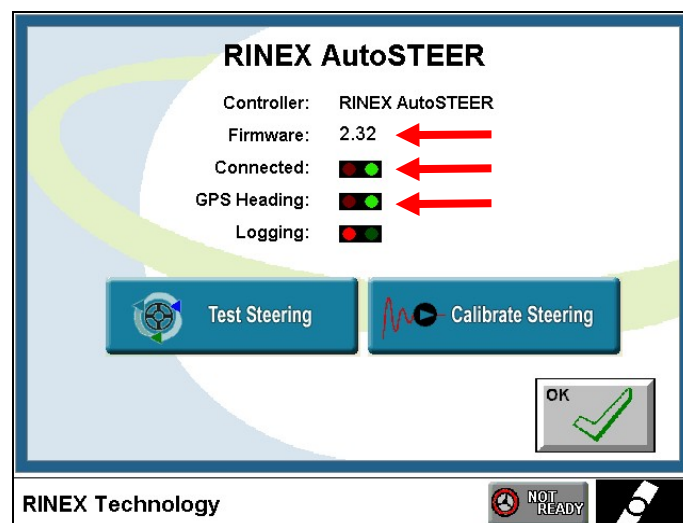 RINEX AutoSTEER
Controller: RINEX AutoSTEER
Firmware: 2.32
Connected:
GPS Heading:
Logging:
Test Steering
Calibrate Steering
OK
RINEX Technology
NOT
READY